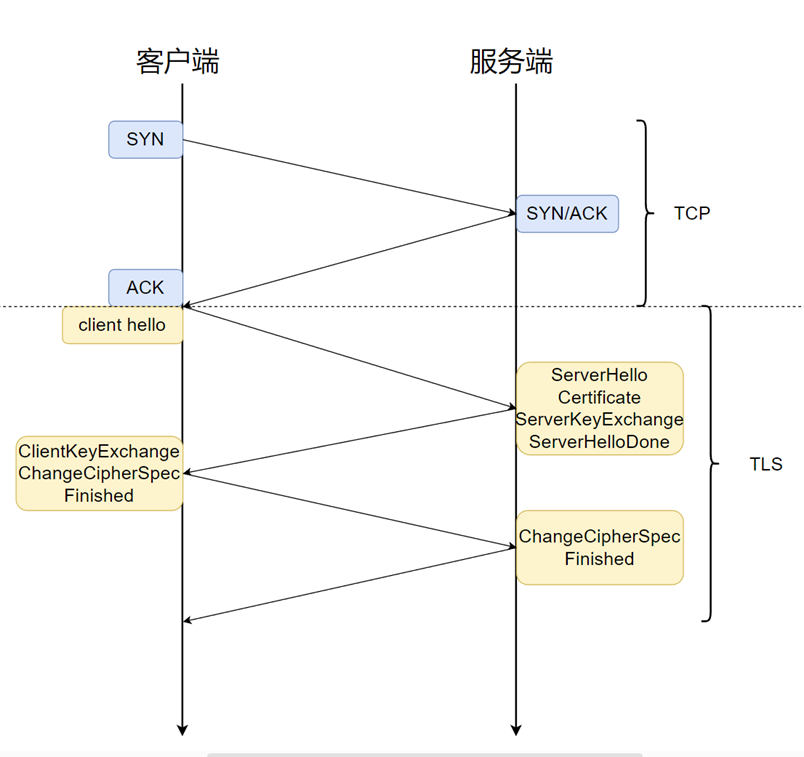 客户端
服务端
SYN
SYN/ACK
TCP
ACK
client hello
ServerHello
Certificate
ServerKeyExchange
ServerHelloDone
ClientKeyExchange
ChangeCipherSpec
Finished
TLS
ChangeCipherSpec
Finished